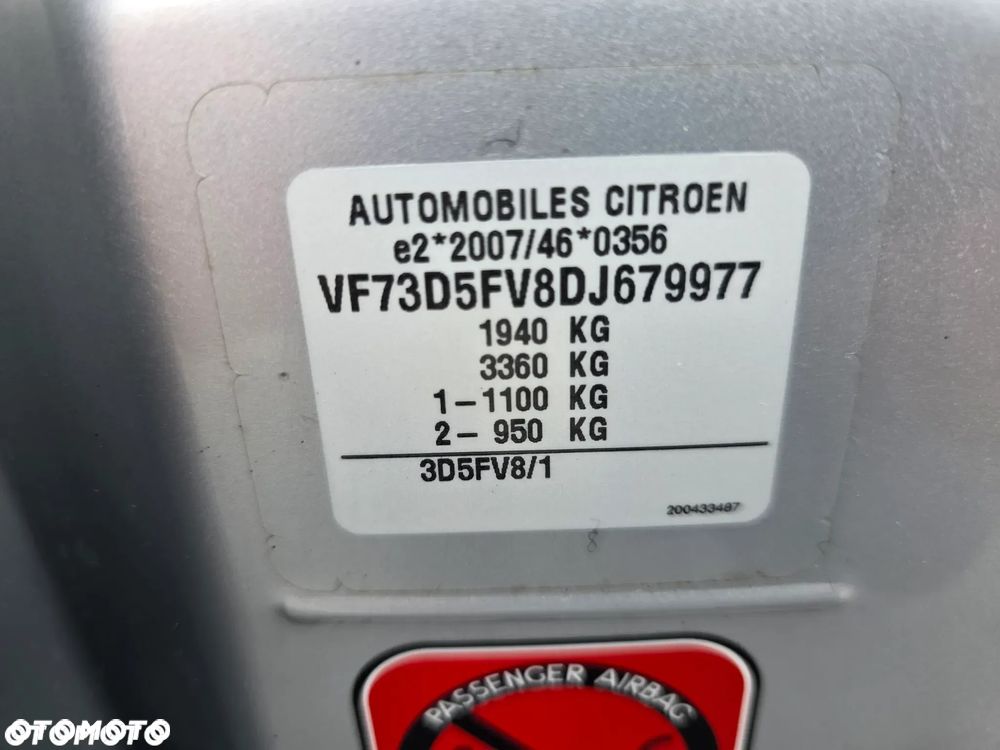 AUTOMOBILES CITROEN
e2*2007/46*0356
VF73D5FV8DJ679977
1940 KG
3360 KG
1-1100 KG
2- 950 KG
3D5FV8/1
200433487
PASSENGER AIRBAG
OTOMOTO